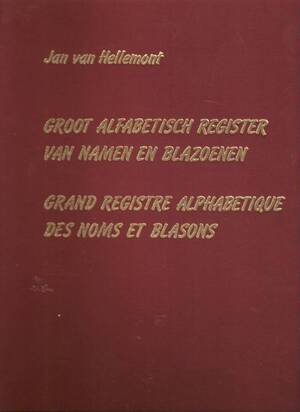 Jan van Hellemont
GROOT ALFABETISCH REGISTER
VAN NAMEN EN BLAZOENEN
GRAND REGISTRE ALPHABETIQUE
DES NOMS ET BLASONS